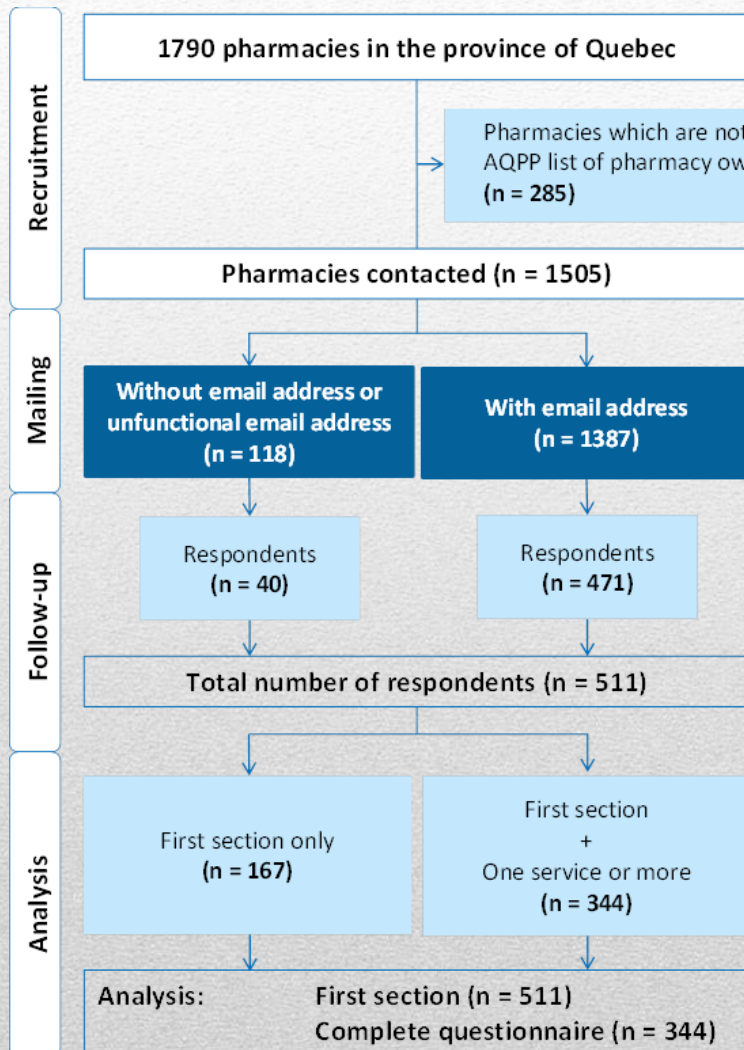 Recruitment
1790 pharmacies in the province of Quebec
Pharmacies which are not
AQPP list of pharmacy
(n = 285)
Pharmacies contacted (n = 1505)
Mailing
Without email address or
unfunctional email address
(n = 118)
With email address
(n = 1387)
Follow-up
Respondents
(n = 40)
Respondents
(n = 471)
Total number of respondents (n = 511)
Analysis
First section only
(n = 167)
First section
+
One service or more
(n = 344)
Analysis: First section (n = 511)
Complete questionnaire (n = 344)